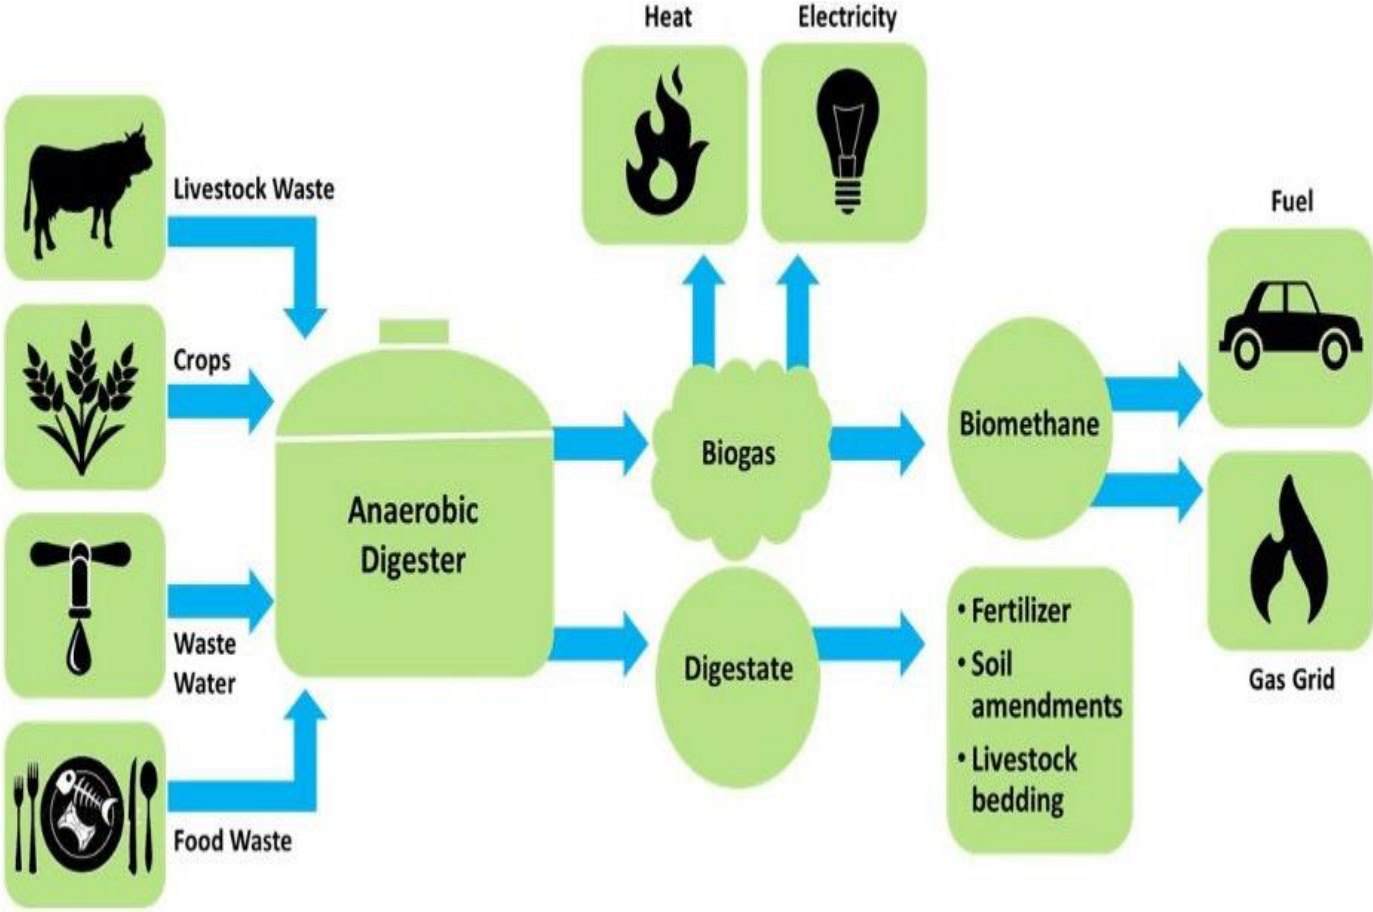 Heat
Electricity
Livestock Waste
Crops
Waste
Water
Food Waste
Anaerobic
Digester
Biogas
Digestate
Biomethane
• Fertilizer
• Soil
amendments
• Livestock
bedding
Fuel
Gas Grid